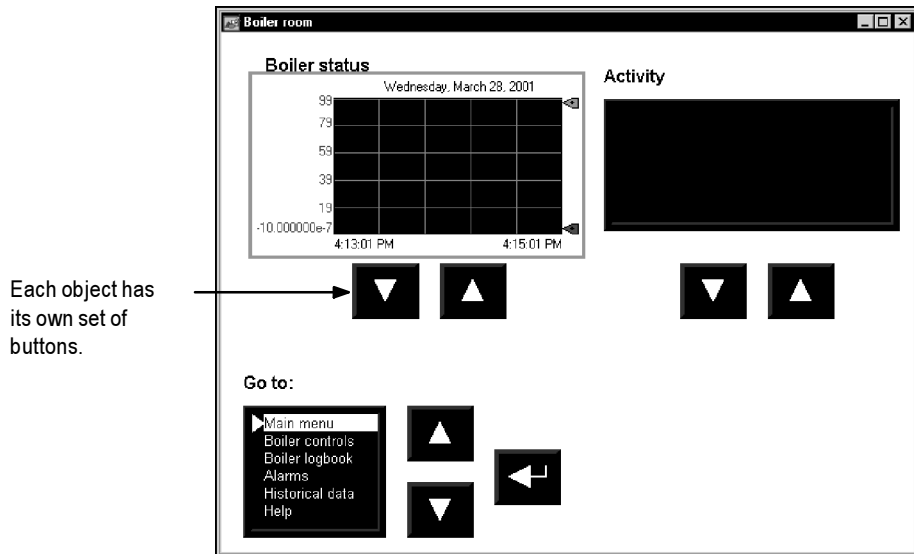 Boiler room
Boiler status
Activity
Wednesday, March 28, 2001
99
79
59
39
19
-10.000000e-7
4:13:01 PM 4:15:01 PM
Each object has
its own set of
buttons.
Go to:
Main menu
Boiler controls
Boiler logbook
Alarms
Historical data
Help